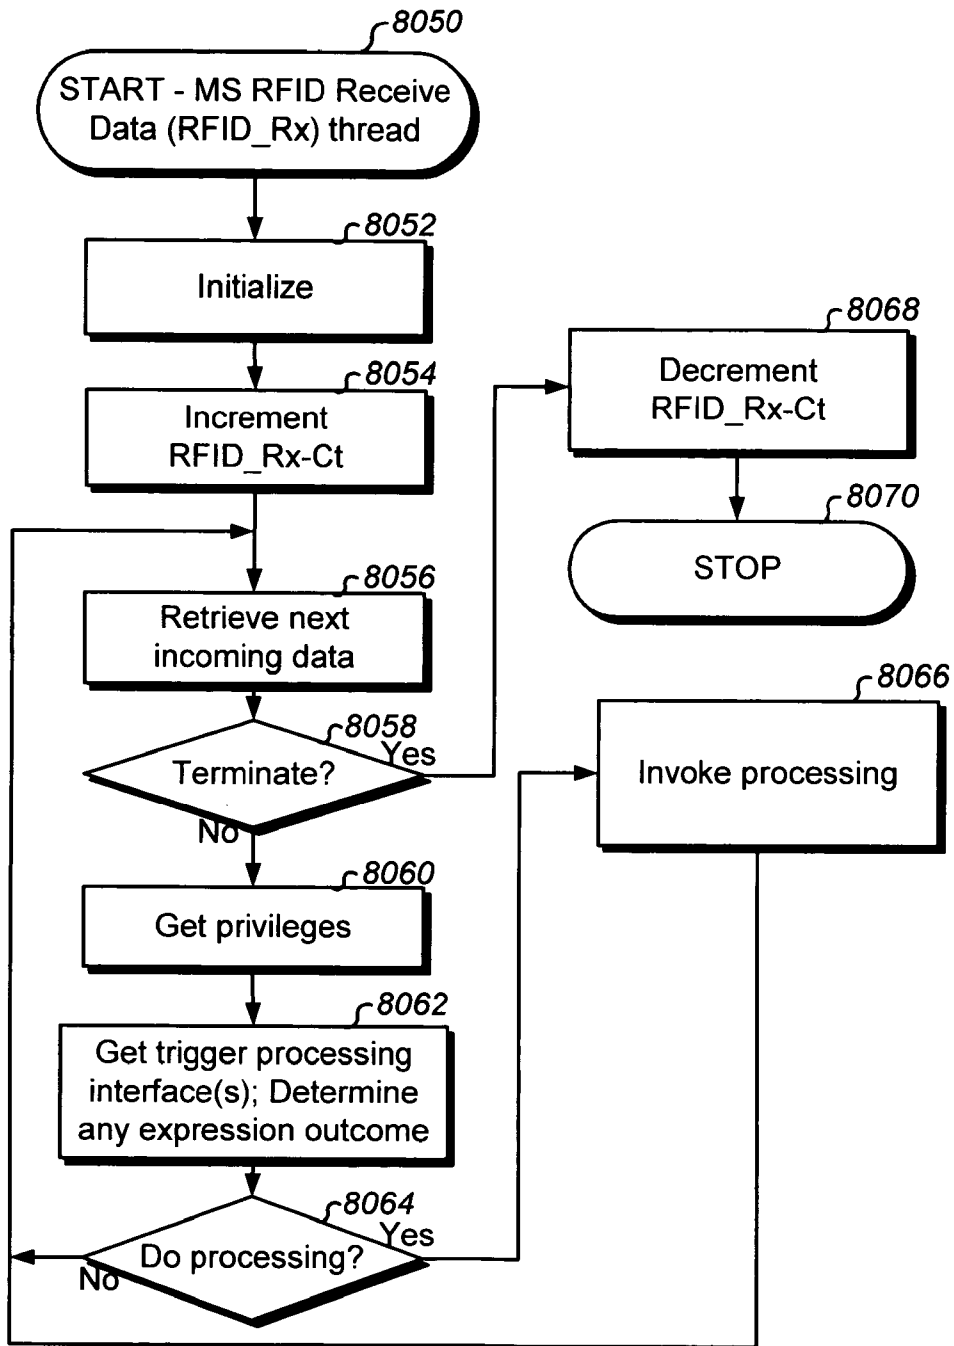 8050
START - MS RFID Receive
Data (RFID_Rx) thread
8052
Initialize
8054
Increment
RFID_Rx-Ct
8056
Retrieve next
incoming data
8058
Terminate?
Yes
No
8060
Get privileges
8062
Get trigger processing
interface(s); Determine
any expression outcome
8064
Do processing?
Yes
No
8068
Decrement
RFID_Rx-Ct
8070
STOP
8066
Invoke processing